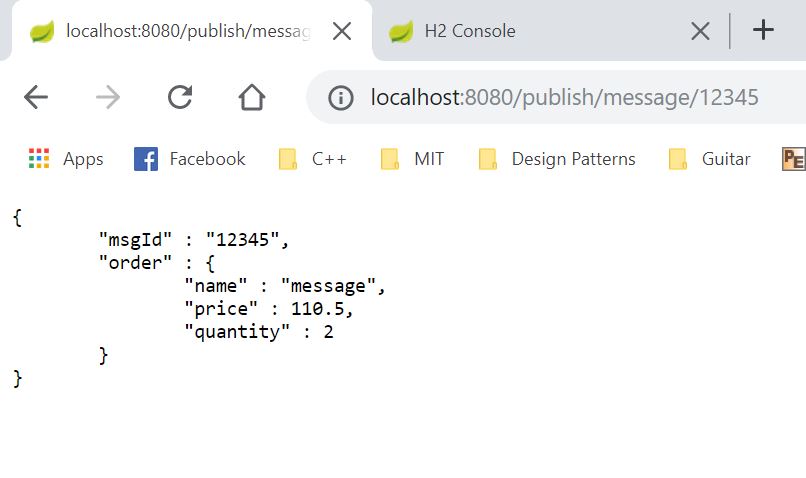 localhost:8080/publish/messag
H2 Console
localhost:8080/publish/message/12345
Apps
Facebook
C++
MIT
Design Patterns
Guitar
PE
{
"msgId" : "12345",
"order" : {
"name" : "message",
"price" : 110.5,
"quantity" : 2
}
}